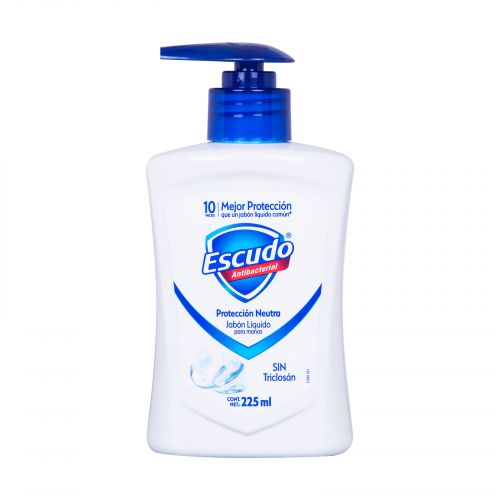 10 veces Mejor Protección
que un jabón líquido común*
Escudo®
Antibacterial
Protección Neutra
Jabón Líquido
para manos
SIN
Triclosán
CONT. NET. 225 ml